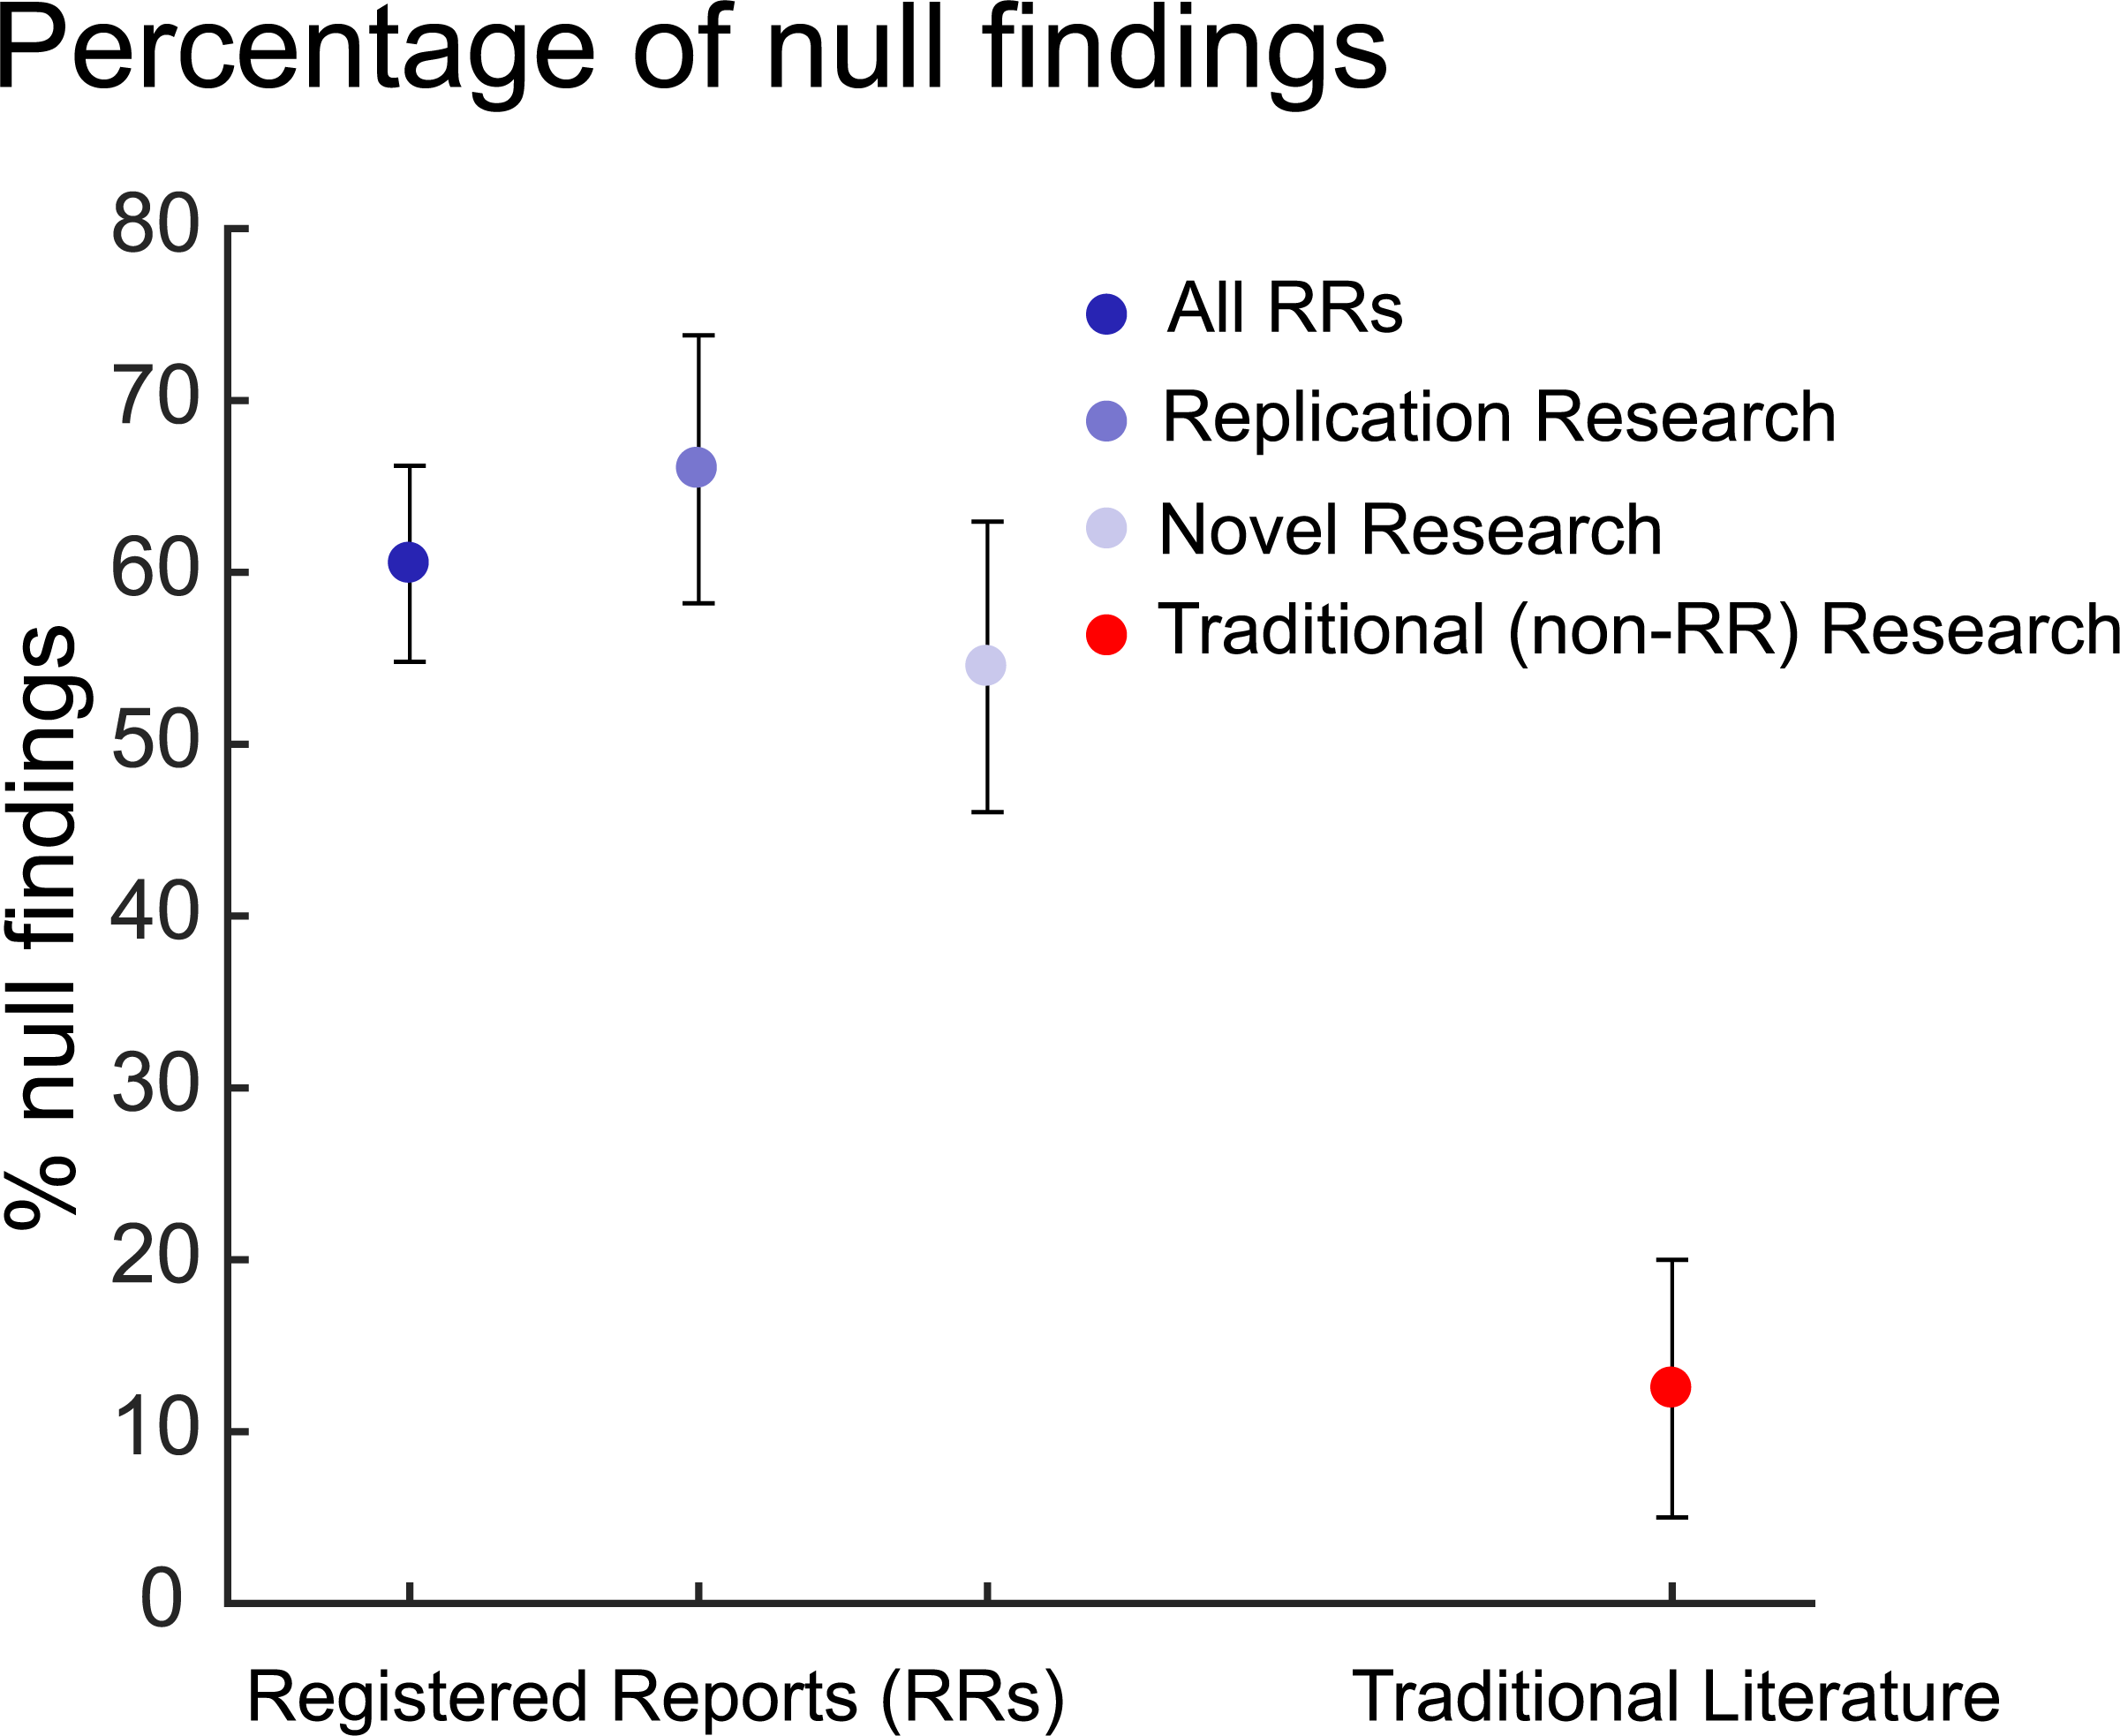 Percentage of null findings
80
70
60
50
40
30
20
10
0
% null findings
All RRs
Replication Research
Novel Research
Traditional (non-RR) Research
Registered Reports (RRs)
Traditional Literature